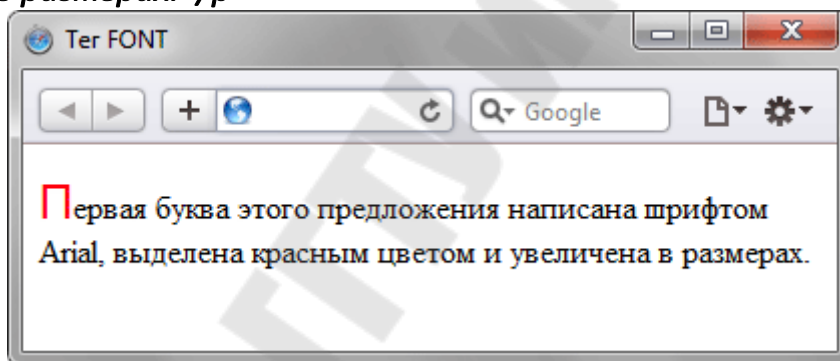 Тег FONT
Google
Первая буква этого предложения написана шрифтом
Arial, выделена красным цветом и увеличена в размерах.